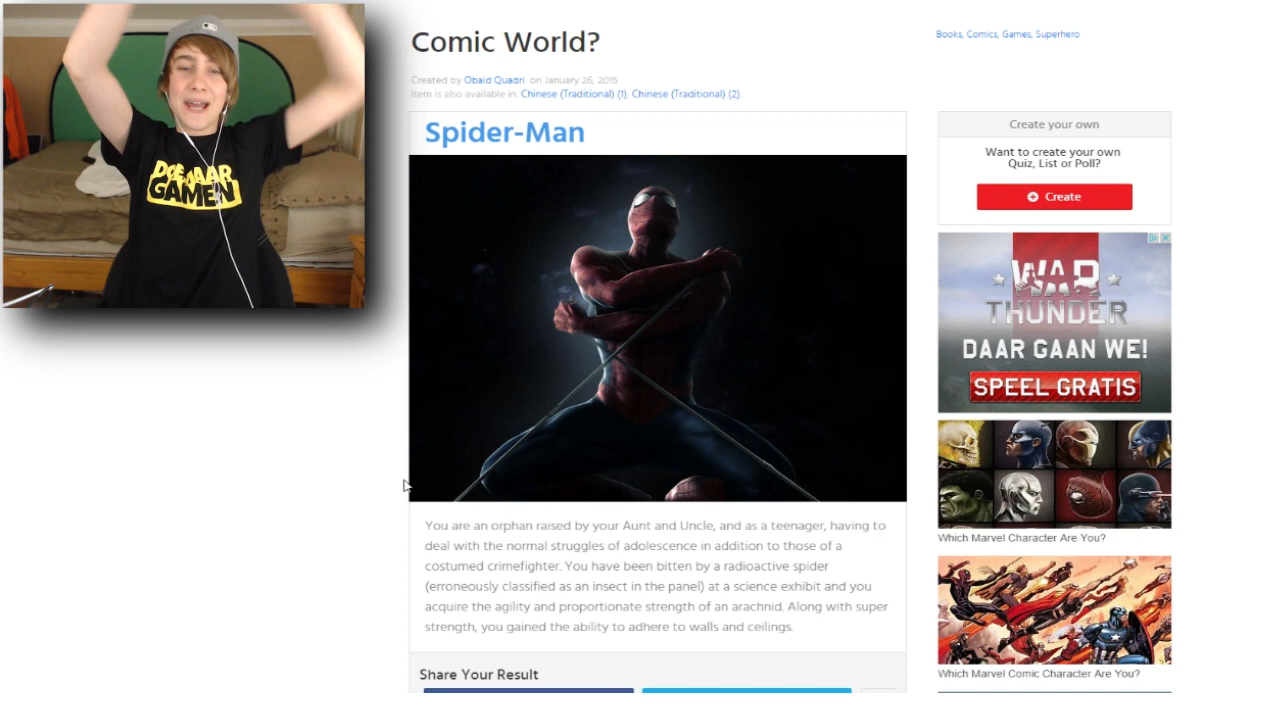 DOE MAAR
GAMEN
Comic World?
Created by Obaid Quadri on January 26, 2015
Item is also available in: Chinese (Traditional) (1), Chinese (Traditional) (2).
Spider-Man
You are an orphan raised by your Aunt and Uncle, and as a teenager, having to
deal with the normal struggles of adolescence in addition to those of a
costumed crimefighter. You have been bitten by a radioactive spider
(erroneously classified as an insect in the panel) at a science exhibit and you
acquire the agility and proportionate strength of an arachnid. Along with super
strength, you gained the ability to adhere to walls and ceilings.
Share Your Result
Books, Comics, Games, Superhero
Create your own
Want to create your own
Quiz, List or Poll?
Create
WAR
THUNDER
DAAR GAAN WE!
SPEEL GRATIS
Which Marvel Character Are You?
Which Marvel Comic Character Are You?